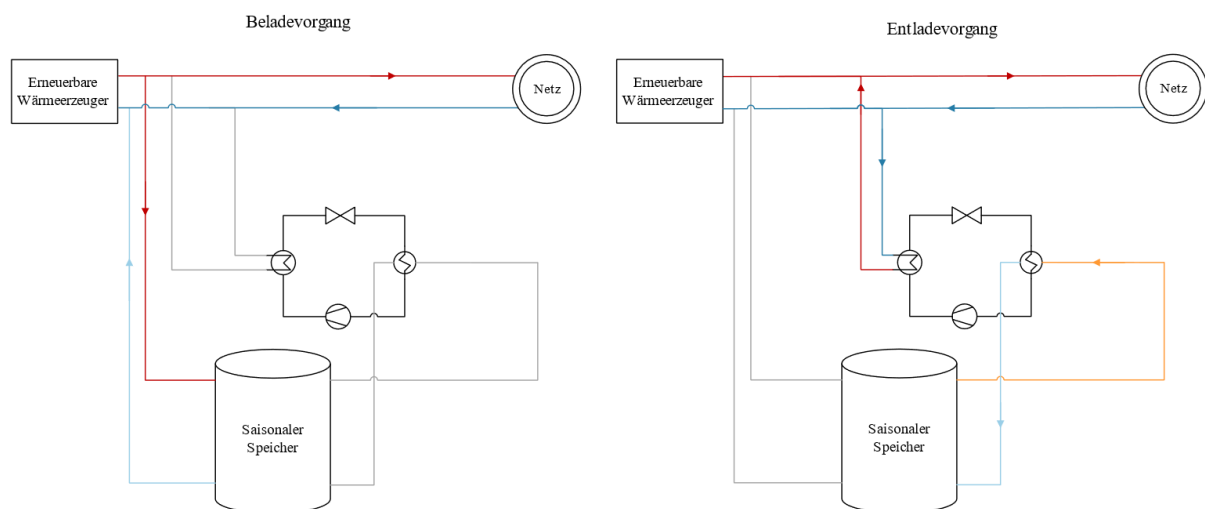 Beladevorgang
Erneuerbare
Wärmeerzeuger
Netz
Saisonaler
Speicher
Entladevorgang
Erneuerbare
Wärmeerzeuger
Netz
Saisonaler
Speicher